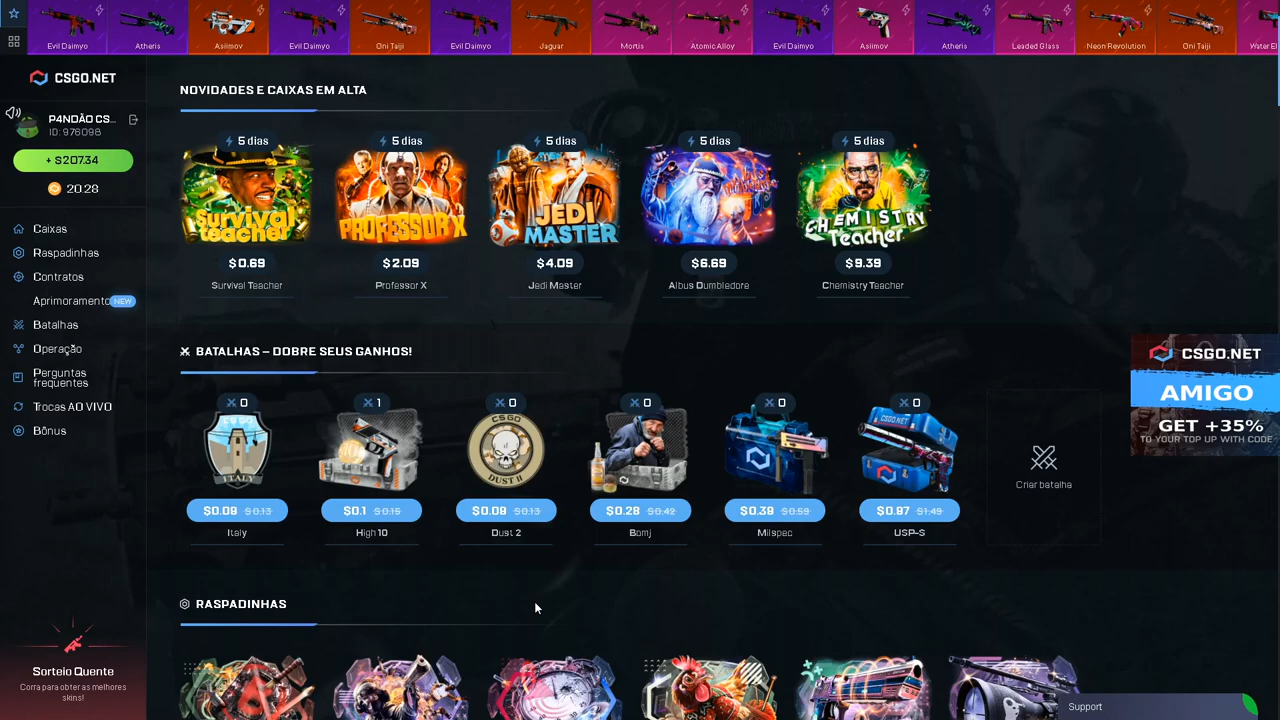 Evil Daimyo
Atheris
Asiimov
Evil Daimyo
Oni Taiji
Evil Daimyo
Jaguar
Mortis
Atomic Alloy
Evil Daimyo
Asiimov
Atheris
Leaded Glass
Neon Revolution
Oni Taiji
Water El
CSGO.NET
P4NDÃO CS...
ID: 976098
+ $207.34
20.28
Caixas
Raspadinhas
Contratos
Aprimoramento NEW
Batalhas
Operação
Perguntas
frequentes
Trocas AO VIVO
Bônus
Sorteio Quente
Corra para obter as melhores
skins!
NOVIDADES E CAIXAS EM ALTA
5 dias
5 dias
5 dias
5 dias
5 dias
Survival
teacher
PROFESSOR X
JEDI
MASTER
CHEMISTRY
Teacher
$0.69
$2.09
$4.09
$6.69
$9.39
Survival Teacher
Professor X
Jedi Master
Albus Dumbledore
Chemistry Teacher
BATALHAS – DOBRE SEUS GANHOS!
0
1
0
0
0
0
CS GO
ITALY
CSGO
DUST II
CSGO.NET
$0.09 $0.13
$0.1 $0.15
$0.09 $0.13
$0.28 $0.42
$0.39 $0.59
$0.97 $1.49
Italy
High 10
Dust 2
Bomj
Milspec
USP-S
Criar batalha
CSGO.NET
AMIGO
GET +35%
TO YOUR TOP UP WITH CODE
RASPADINHAS
Support